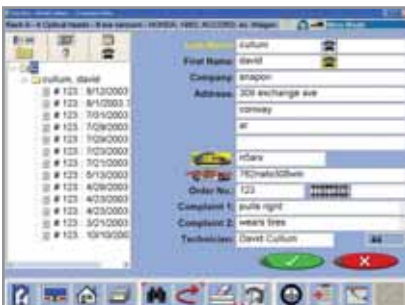 Last Name: cullum
First Name: david
Company: snapon
Address: 309 exchange ave
conway
ar
n5arx
Order No.: 123
Complaint 1: pulls right
Complaint 2: wears tires
Technician: David Cullum
cullum, david
# 123 : 9/12/2003
# 123 : 8/1/2003
# 123 : 7/31/2003
# 123 : 7/29/2003
# 123 : 7/29/2003
# 123 : 7/23/2003
# 123 : 7/21/2003
# 123 : 5/13/2003
# 123 : 4/29/2003
# 123 : 4/23/2003
# 123 : 4/23/2003
# 123 : 3/21/2003
# 123 : 10/10/200